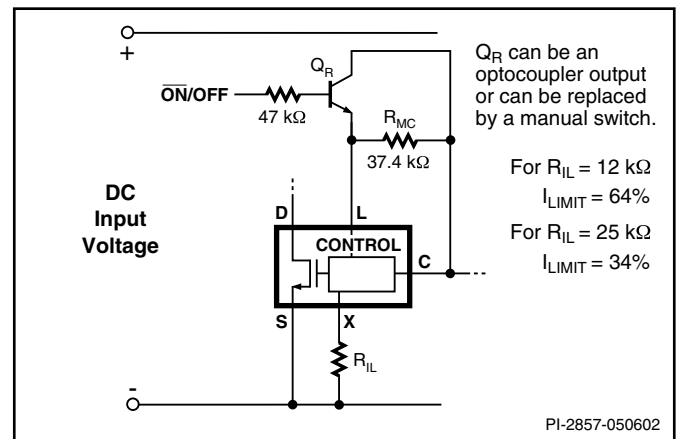 +
Q_R
ON/OFF
47 kΩ
R_MC
37.4 kΩ
Q_R can be an
optocoupler output
or can be replaced
by a manual switch.
For R_IL = 12 kΩ
I_LIMIT = 64%
For R_IL = 25 kΩ
I_LIMIT = 34%
DC
Input
Voltage
D
L
CONTROL
C
S
X
R_IL
-
PI-2857-050602